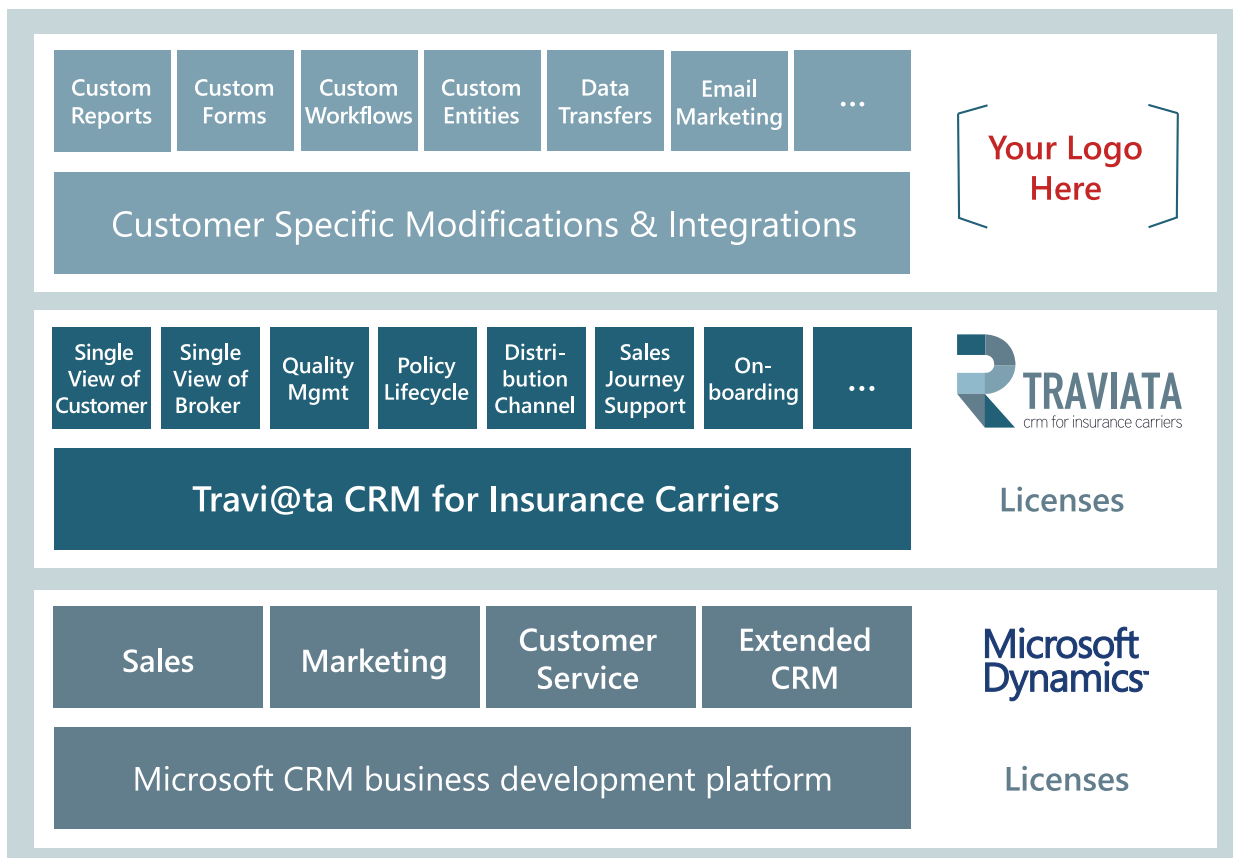 Custom
Reports
Custom
Forms
Custom
Workflows
Custom
Entities
Data
Transfers
Email
Marketing
...
Customer Specific Modifications & Integrations
Your Logo
Here
Single
View of
Customer
Single
View of
Broker
Quality
Mgmt
Policy
Lifecycle
Distri-
bution
Channel
Sales
Journey
Support
On-
boarding
...
Travi@ta CRM for Insurance Carriers
TRAVIATA
crm for insurance carriers
Licenses
Sales
Marketing
Customer
Service
Extended
CRM
Microsoft CRM business development platform
Microsoft
Dynamics™
Licenses